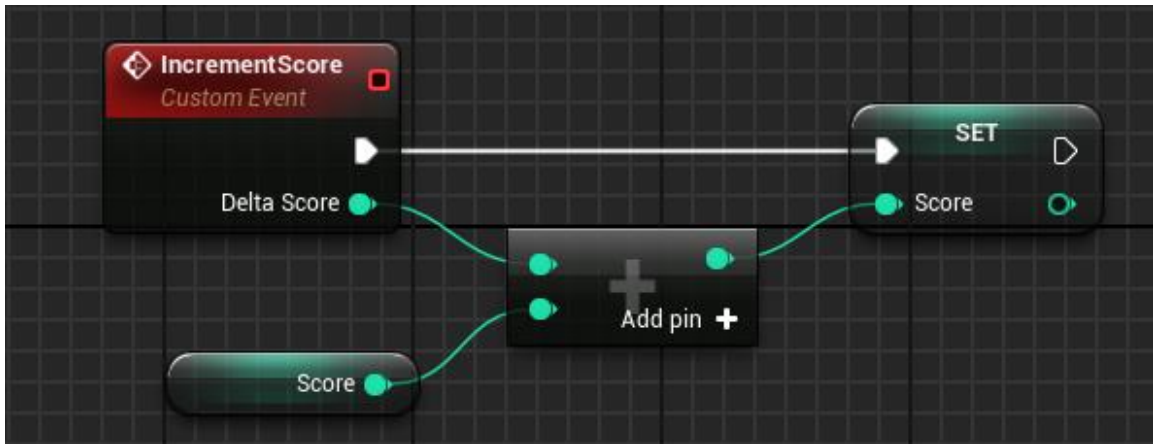 IncrementScore
Custom Event
SET
Delta Score
Score
Add pin
Score